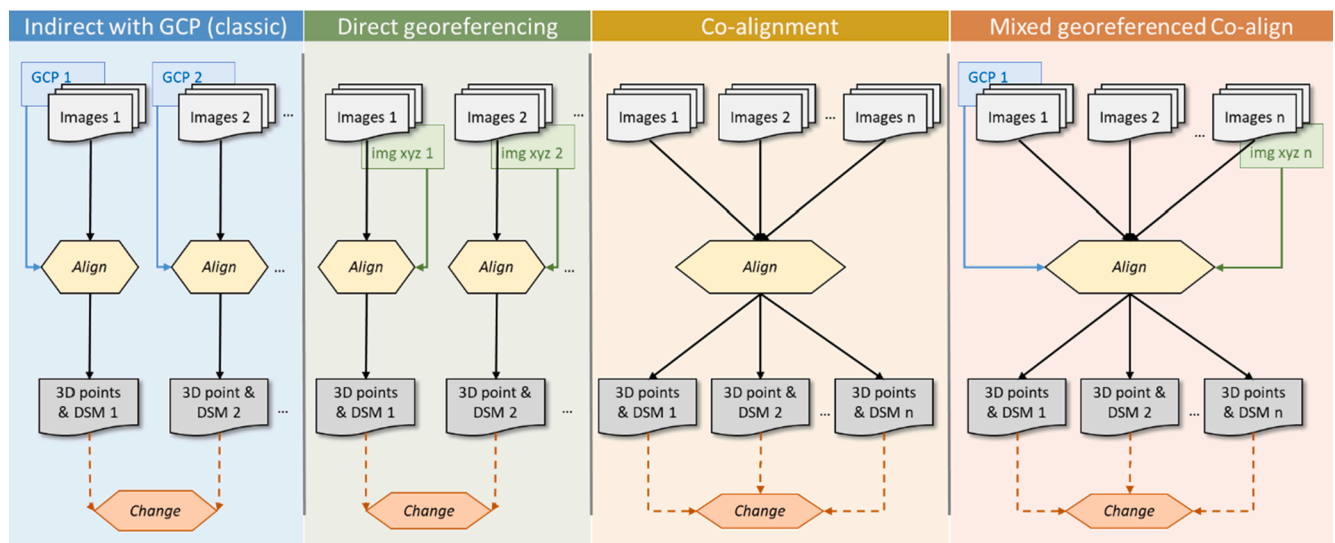 Indirect with GCP (classic)
GCP 1
Images 1
GCP 2
Images 2
...
Align
Align
...
3D points
& DSM 1
3D point &
DSM 2
...
Change
Direct georeferencing
Images 1
img xyz 1
Images 2
img xyz 2
...
Align
Align
...
3D points
& DSM 1
3D point &
DSM 2
...
Change
Co-alignment
Images 1
Images 2
...
Images n
Align
3D points
& DSM 1
3D point &
DSM 2
...
3D points
& DSM n
Change
Mixed georeferenced Co-align
GCP 1
Images 1
Images 2
...
Images n
img xyz n
Align
3D points
& DSM 1
3D point &
DSM 2
...
3D points
& DSM n
Change